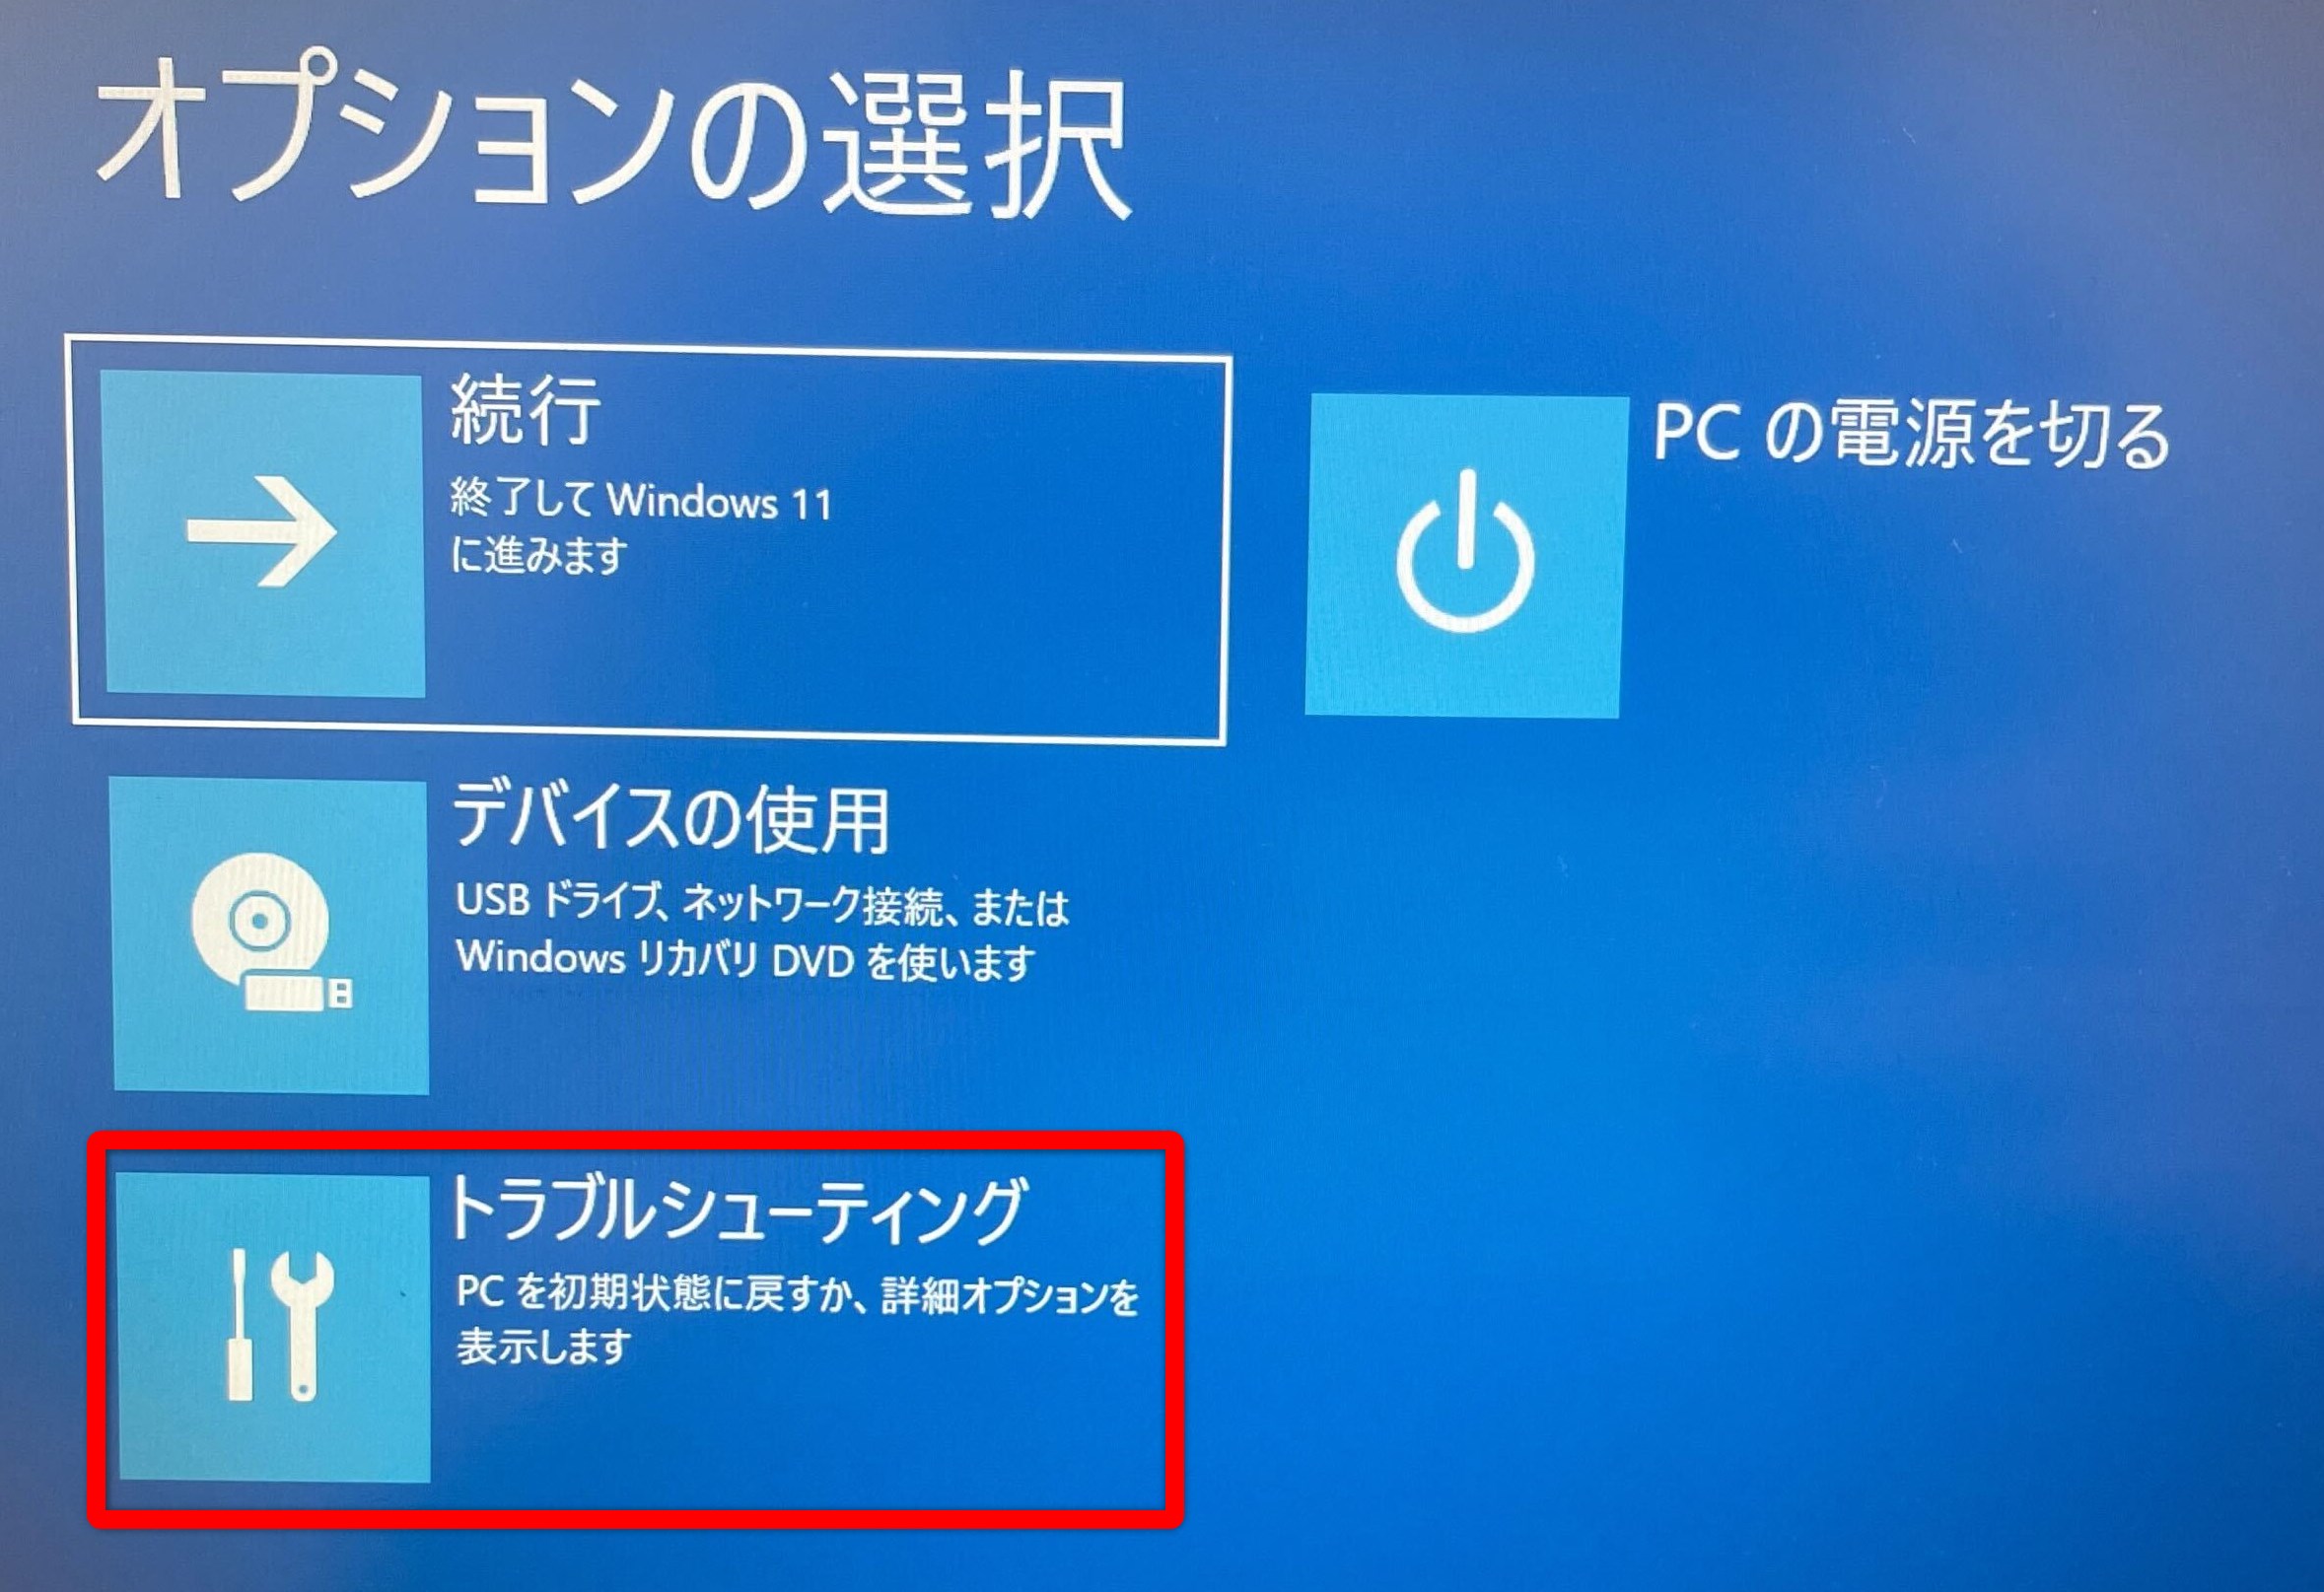 オプションの選択
続行
終了して Windows 11
に進みます
PC の電源を切る
デバイスの使用
USB ドライブ、ネットワーク接続、または
Windows リカバリ DVD を使います
トラブルシューティング
PC を初期状態に戻すか、詳細オプションを
表示します